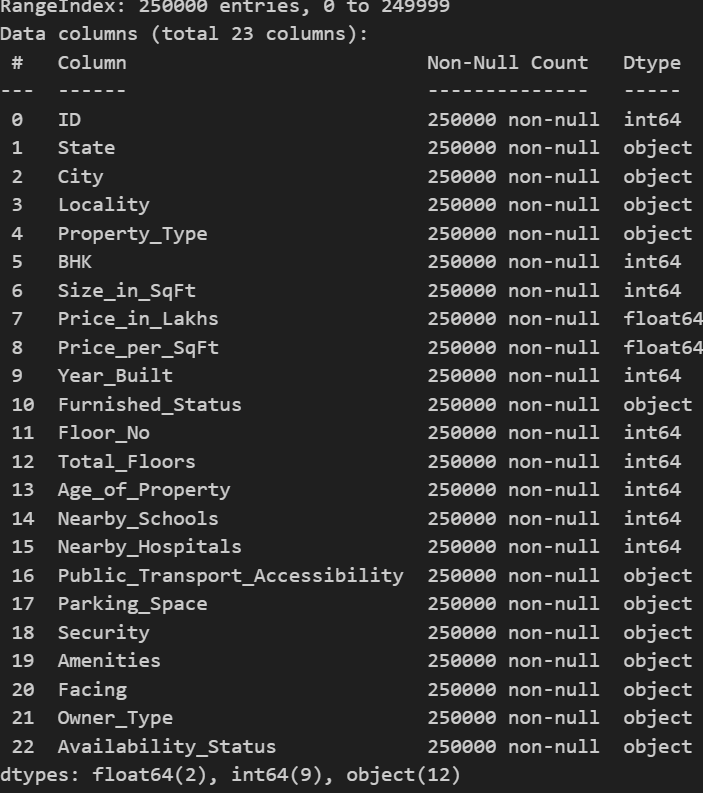 RangeIndex: 250000 entries, 0 to 249999
Data columns (total 23 columns):
 #   Column                          Non-Null Count   Dtype
---  ------                          --------------   -----
 0   ID                              250000 non-null  int64
 1   State                           250000 non-null  object
 2   City                            250000 non-null  object
 3   Locality                        250000 non-null  object
 4   Property_Type                   250000 non-null  object
 5   BHK                             250000 non-null  int64
 6   Size_in_SqFt                    250000 non-null  int64
 7   Price_in_Lakhs                  250000 non-null  float64
 8   Price_per_SqFt                  250000 non-null  float64
 9   Year_Built                      250000 non-null  int64
 10  Furnished_Status                250000 non-null  object
 11  Floor_No                        250000 non-null  int64
 12  Total_Floors                    250000 non-null  int64
 13  Age_of_Property                 250000 non-null  int64
 14  Nearby_Schools                  250000 non-null  int64
 15  Nearby_Hospitals                250000 non-null  int64
 16  Public_Transport_Accessibility  250000 non-null  object
 17  Parking_Space                   250000 non-null  object
 18  Security                        250000 non-null  object
 19  Amenities                       250000 non-null  object
 20  Facing                          250000 non-null  object
 21  Owner_Type                      250000 non-null  object
 22  Availability_Status             250000 non-null  object
dtypes: float64(2), int64(9), object(12)